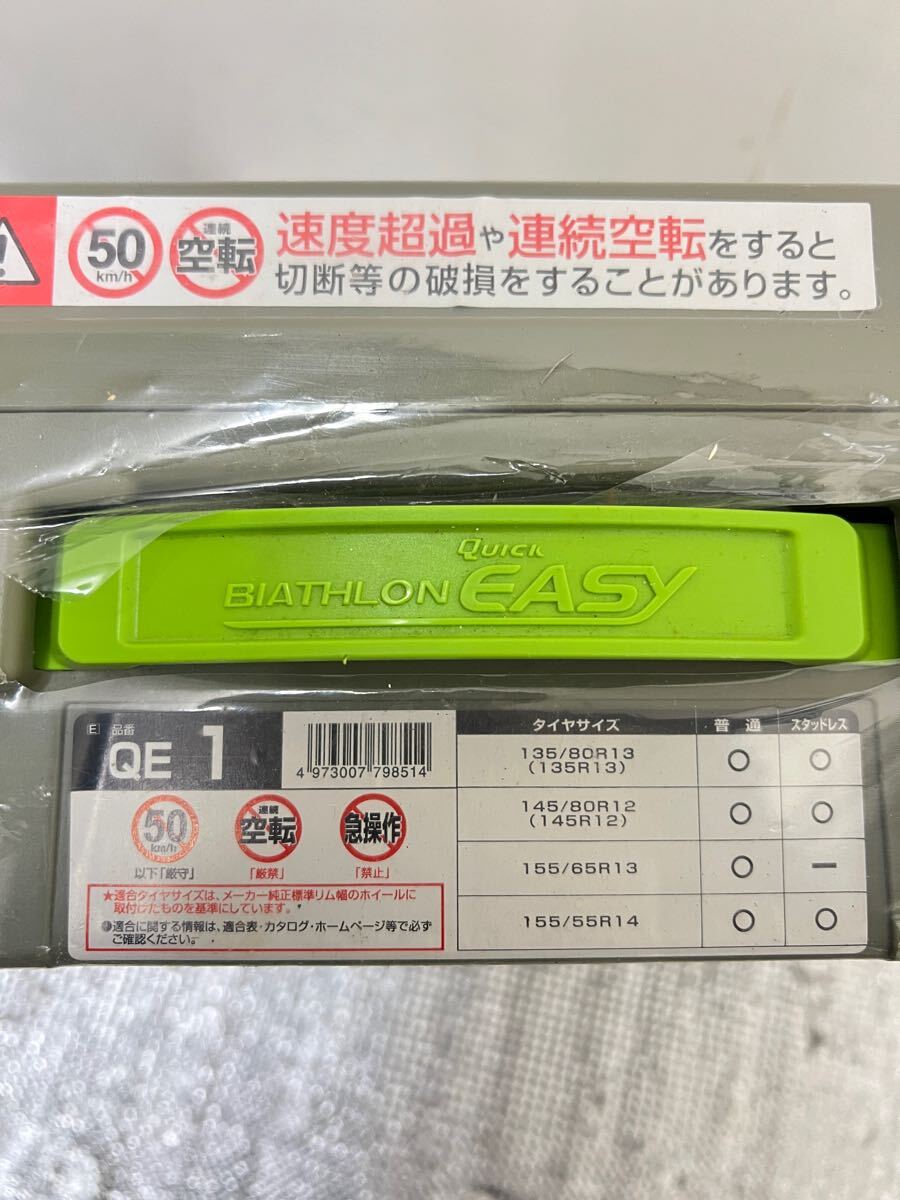 50
km/h
連続
空転
速度超過や連続空転をすると
切断等の破損をすることがあります。
QUICK
BIATHLON EASY
E 品番
QE 1
4 973007 798514
50
km/h
以下「厳守」
連続
空転
「厳禁」
急操作
「禁止」
★適合タイヤサイズは、メーカー純正標準リム幅のホイールに
取付けたものを基準にしています。
●適合に関する情報は、適合表・カタログ・ホームページ等で必ず
ご確認ください。
タイヤサイズ 普通 スタッドレス
135/80R13 ○ ○
(135R13)
145/80R12 ○ ○
(145R12)
155/65R13 ○ ー
155/55R14 ○ ○